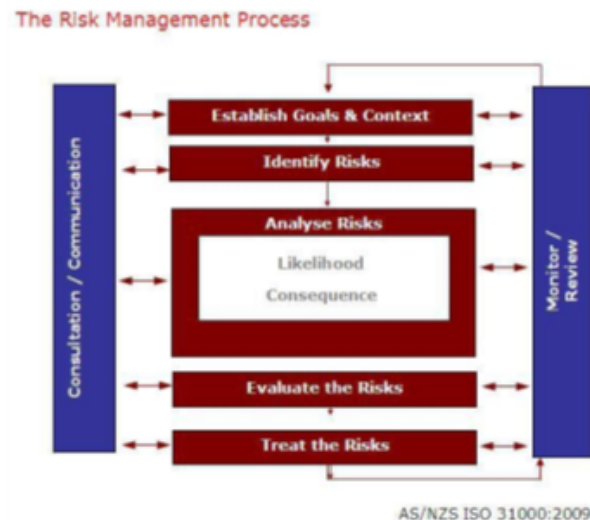 The Risk Management Process
Consultation / Communication
Establish Goals & Context
Identify Risks
Analyse Risks
Likelihood
Consequence
Evaluate the Risks
Treat the Risks
Monitor /
Review
AS/NZS ISO 31000:2009